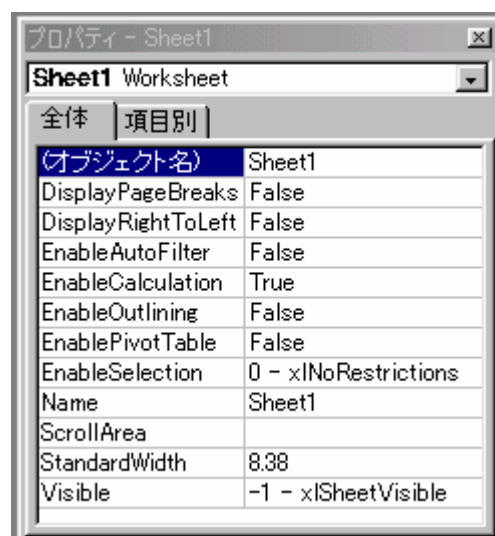 プロパティ - Sheet1
Sheet1 Worksheet
全体 項目別
(オブジェクト名) Sheet1
DisplayPageBreaks False
DisplayRightToLeft False
EnableAutoFilter False
EnableCalculation True
EnableOutlining False
EnablePivotTable False
EnableSelection 0 - xlNoRestrictions
Name Sheet1
ScrollArea
StandardWidth 8.38
Visible -1 - xlSheetVisible